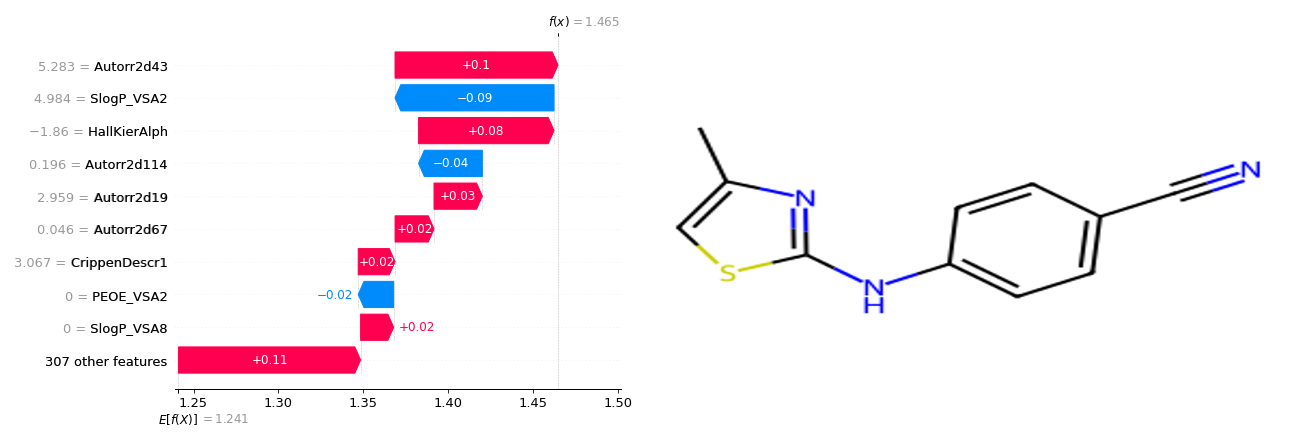 f(x) = 1.465
5.283 = Autorr2d43
+0.1
4.984 = SlogP_VSA2
−0.09
−1.86 = HallKierAlph
+0.08
0.196 = Autorr2d114
−0.04
2.959 = Autorr2d19
+0.03
0.046 = Autorr2d67
+0.02
3.067 = CrippenDescr1
+0.02
0 = PEOE_VSA2
−0.02
0 = SlogP_VSA8
+0.02
307 other features
+0.11
1.25 1.30 1.35 1.40 1.45 1.50
E[f(X)] = 1.241
N
N
S
N
H